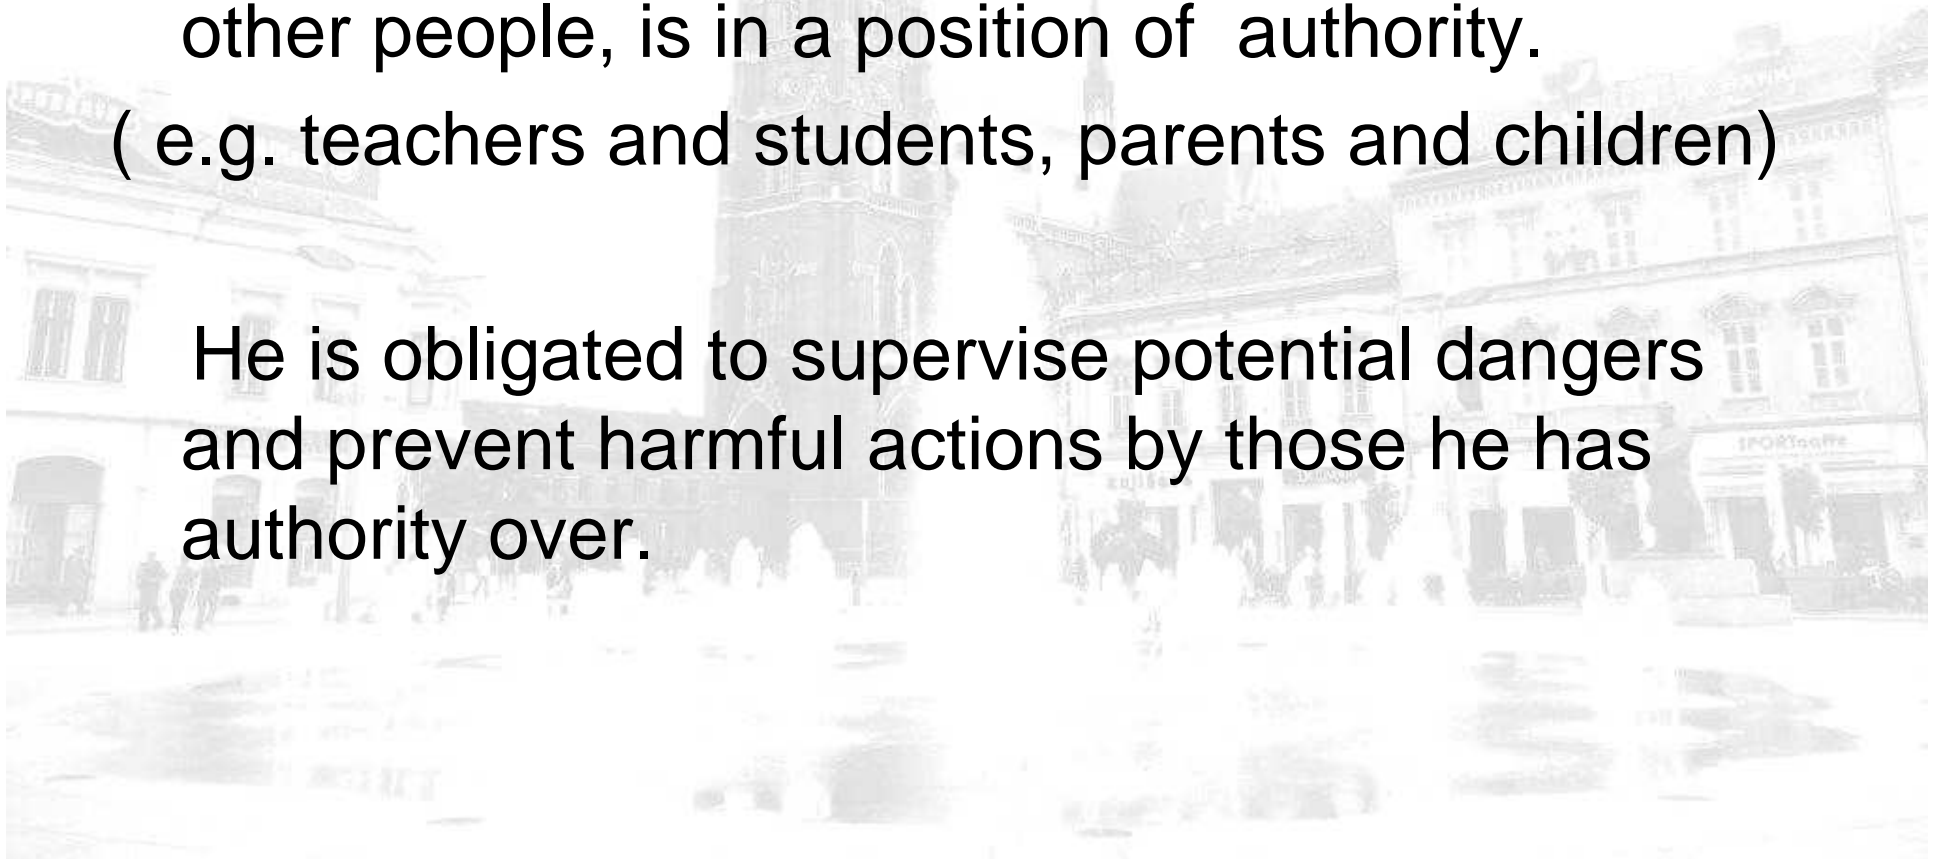 other people, is in a position of authority.
( e.g. teachers and students, parents and children)
He is obligated to supervise potential dangers
and prevent harmful actions by those he has
authority over.